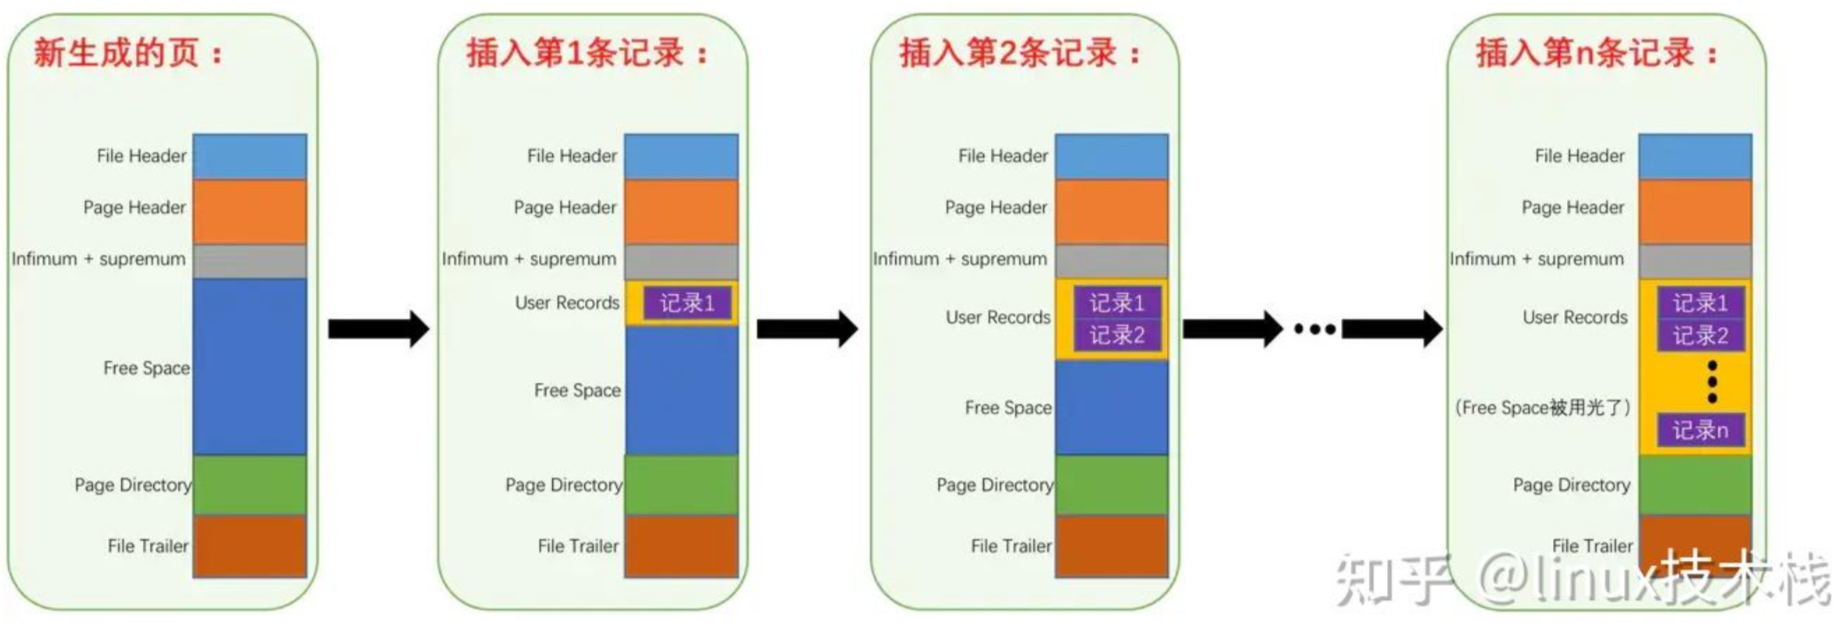 新生成的页：
File Header
Page Header
Infimum + supremum
Free Space
Page Directory
File Trailer
插入第1条记录：
File Header
Page Header
Infimum + supremum
User Records
记录1
Free Space
Page Directory
File Trailer
插入第2条记录：
File Header
Page Header
Infimum + supremum
User Records
记录1
记录2
Free Space
Page Directory
File Trailer
插入第n条记录：
File Header
Page Header
Infimum + supremum
User Records
记录1
记录2
(Free Space被用光了)
记录n
Page Directory
File Trailer
知乎 @linux技术栈